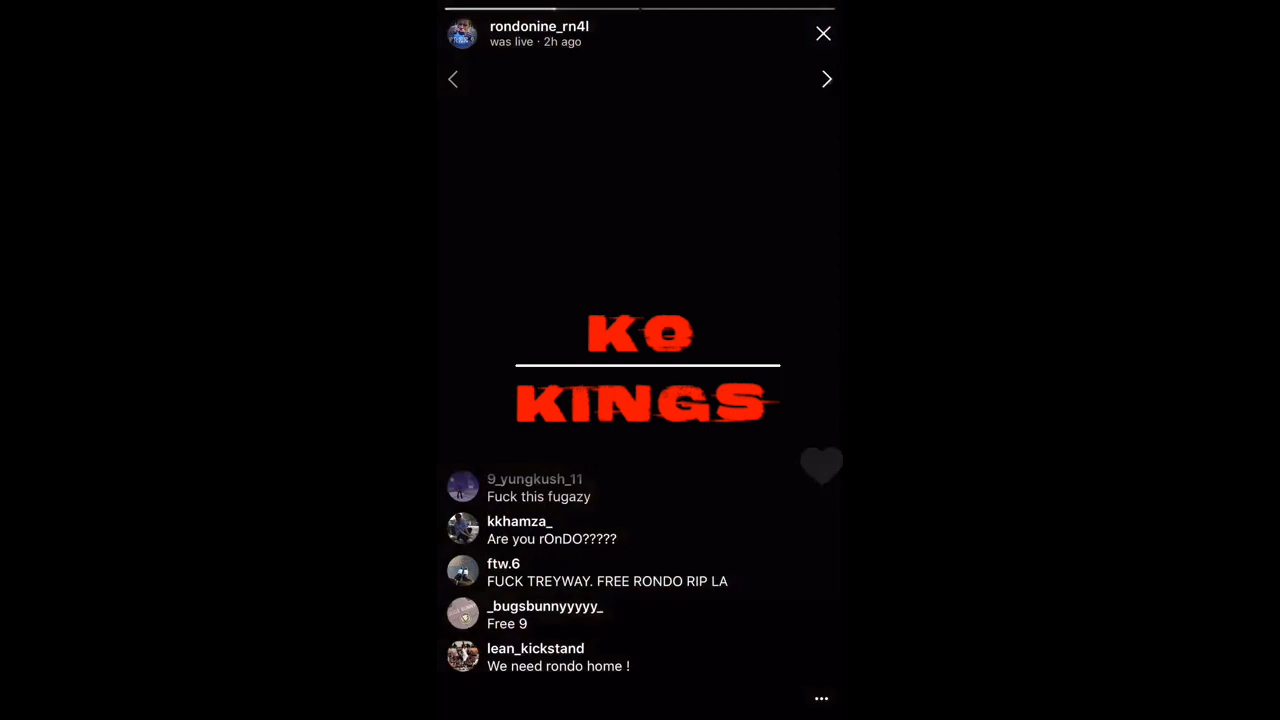 rondonine_rn4l
was live · 2h ago
KO
KINGS
9_yungkush_11
Fuck this fugazy
kkhamza_
Are you rOnDO?????
ftw.6
FUCK TREYWAY. FREE RONDO RIP LA
_bugsbunnyyyyy_
Free 9
lean_kickstand
We need rondo home !